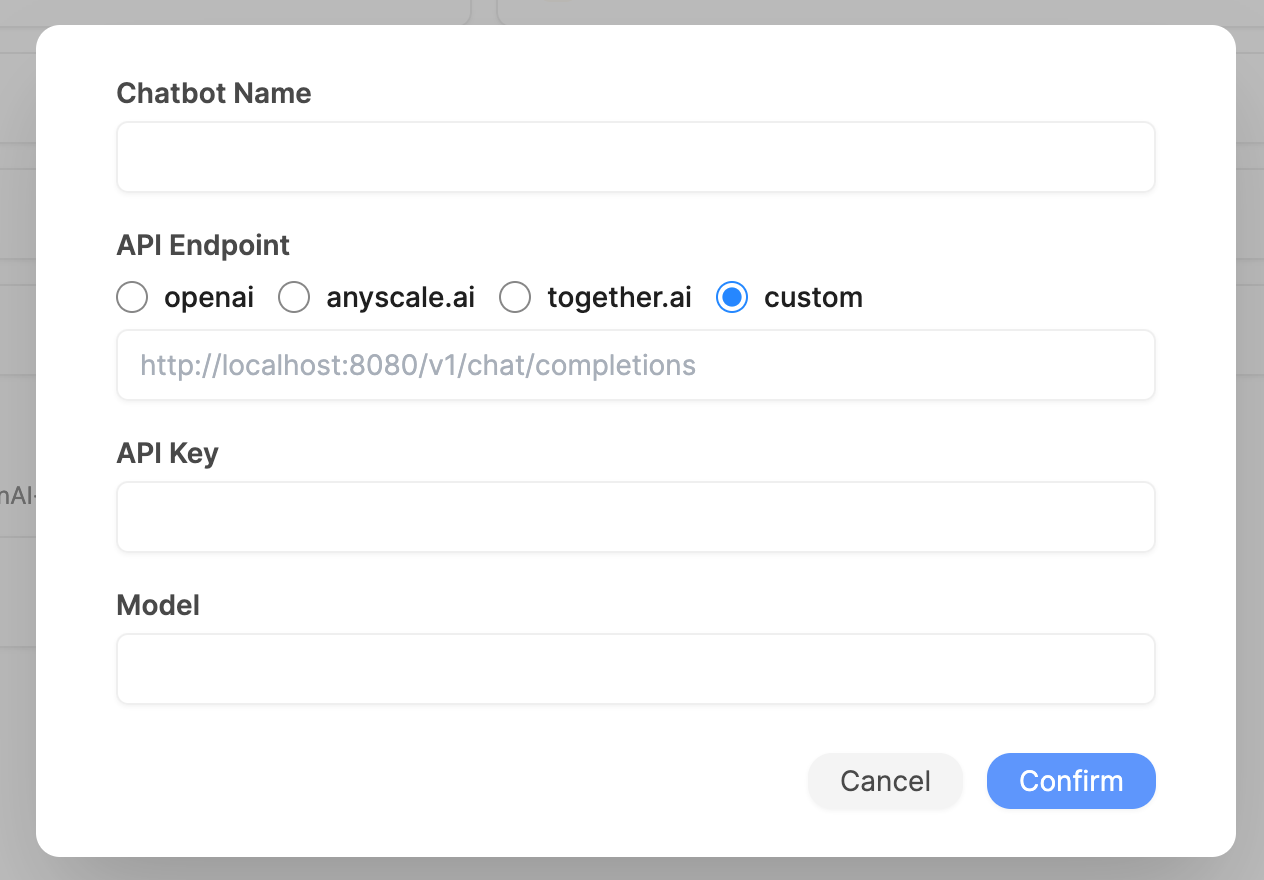 Chatbot Name
API Endpoint
openai anyscale.ai together.ai custom
http://localhost:8080/v1/chat/completions
API Key
nAI-
Model
Cancel Confirm